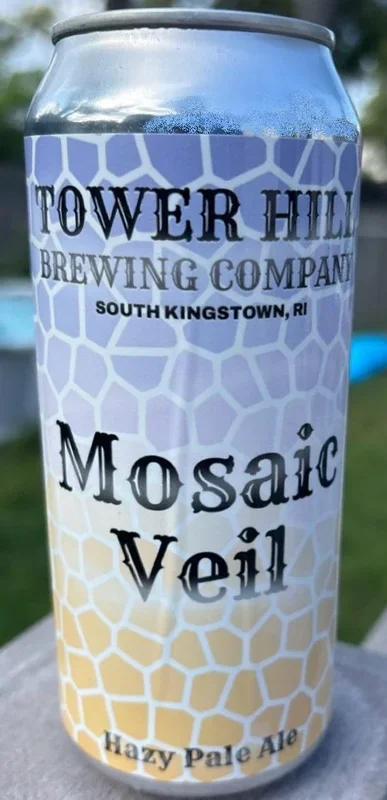 TOWER HILL
BREWING COMPANY
SOUTH KINGSTOWN, RI
Mosaic
Veil
Hazy Pale Ale